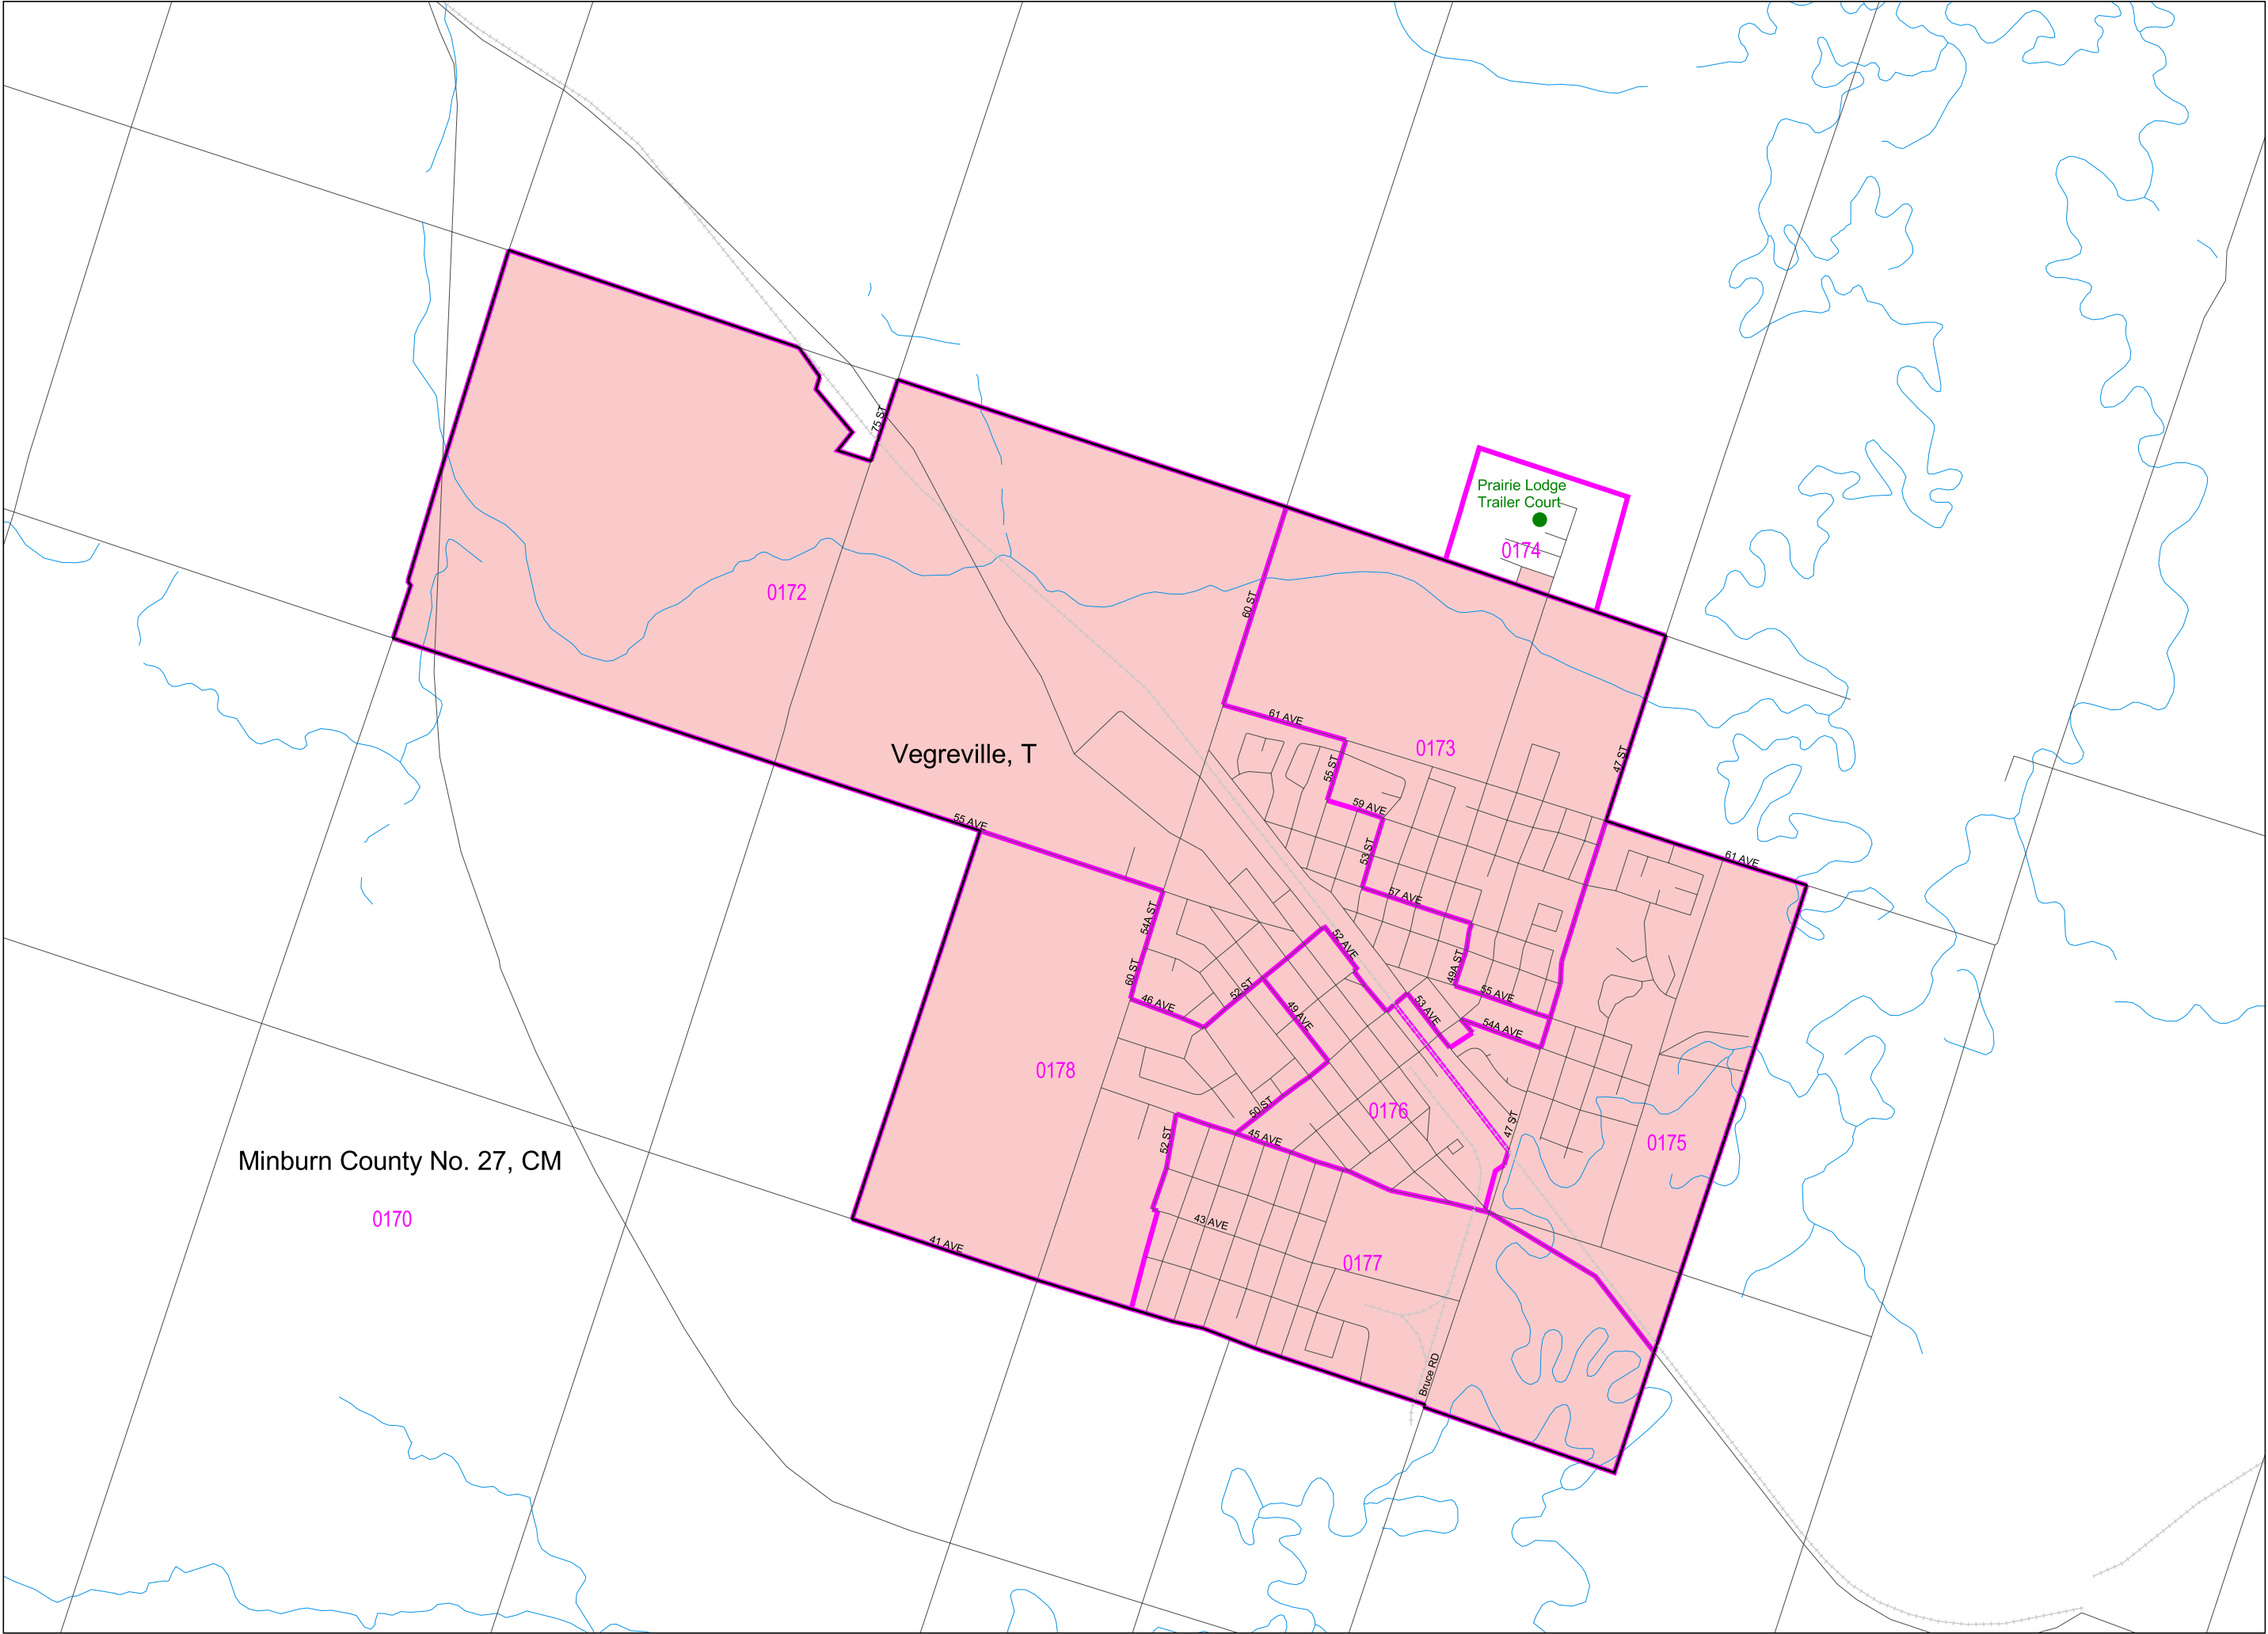 75 ST
Prairie Lodge
Trailer Court
0174
0172
60 ST
61 AVE
0173
47 ST
Vegreville, T
55 ST
59 AVE
55 AVE
53 ST
61 AVE
57 AVE
54A ST
52 AVE
60 ST
49A ST
46 AVE
52 ST
55 AVE
49 AVE
53 AVE
54A AVE
0178
50 ST
0176
47 ST
0175
52 ST
45 AVE
Minburn County No. 27, CM
0170
43 AVE
41 AVE
0177
Bruce RD